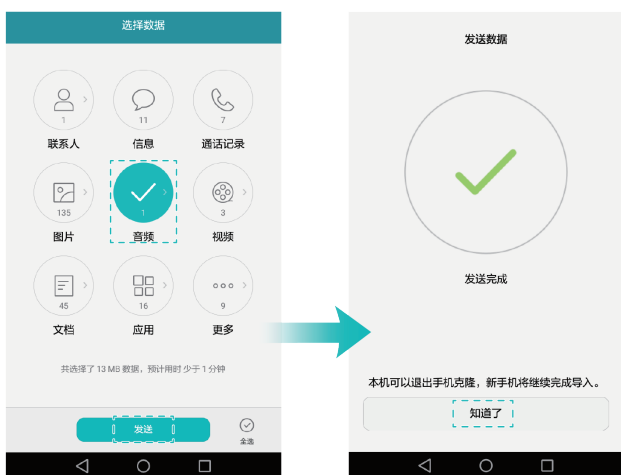 选择数据
1
11
7
联系人
信息
通话记录
135
1
3
图片
音频
视频
45
16
9
文档
应用
更多
共选择了 13 MB 数据，预计用时 少于 1 分钟
发送
全选
发送数据
发送完成
本机可以退出手机克隆，新手机将继续完成导入。
知道了